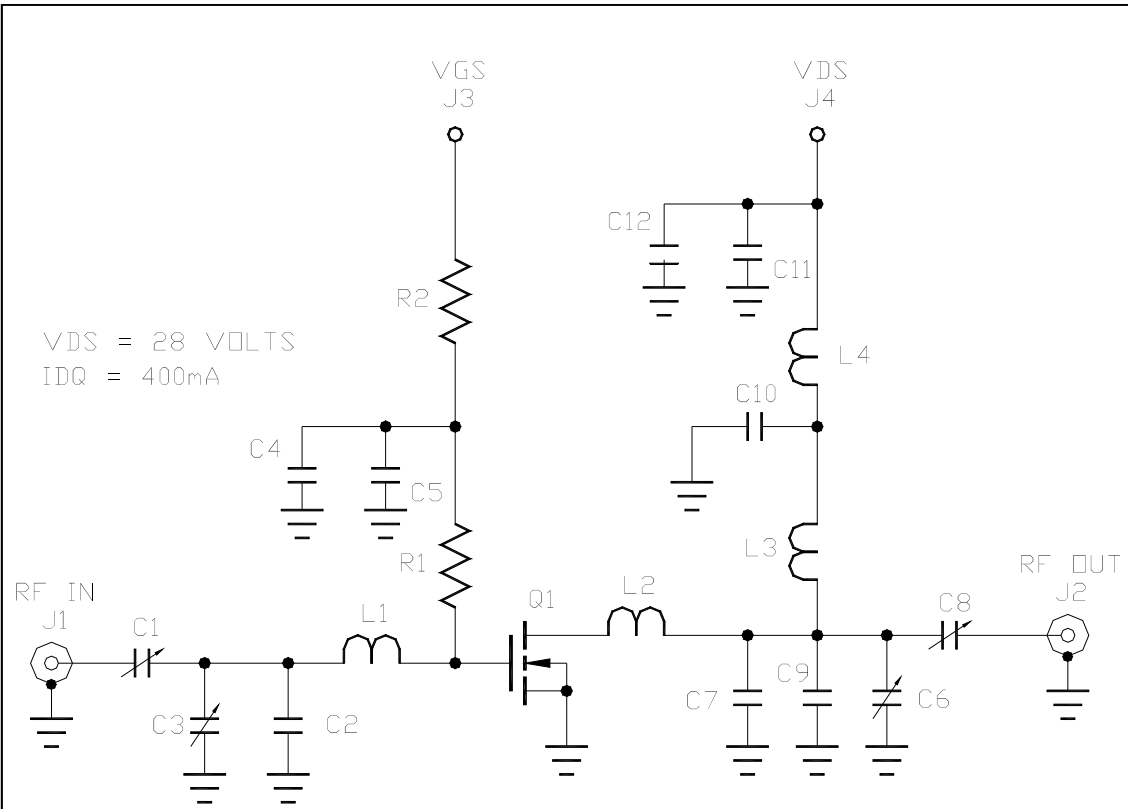 VGS
J3
VDS
J4
C12
C11
R2
VDS = 28 VOLTS
IDQ = 400mA
L4
C10
C4
C5
R1
L3
RF IN
J1
C1
L1
Q1
L2
C8
RF OUT
J2
C3
C2
C7
C9
C6